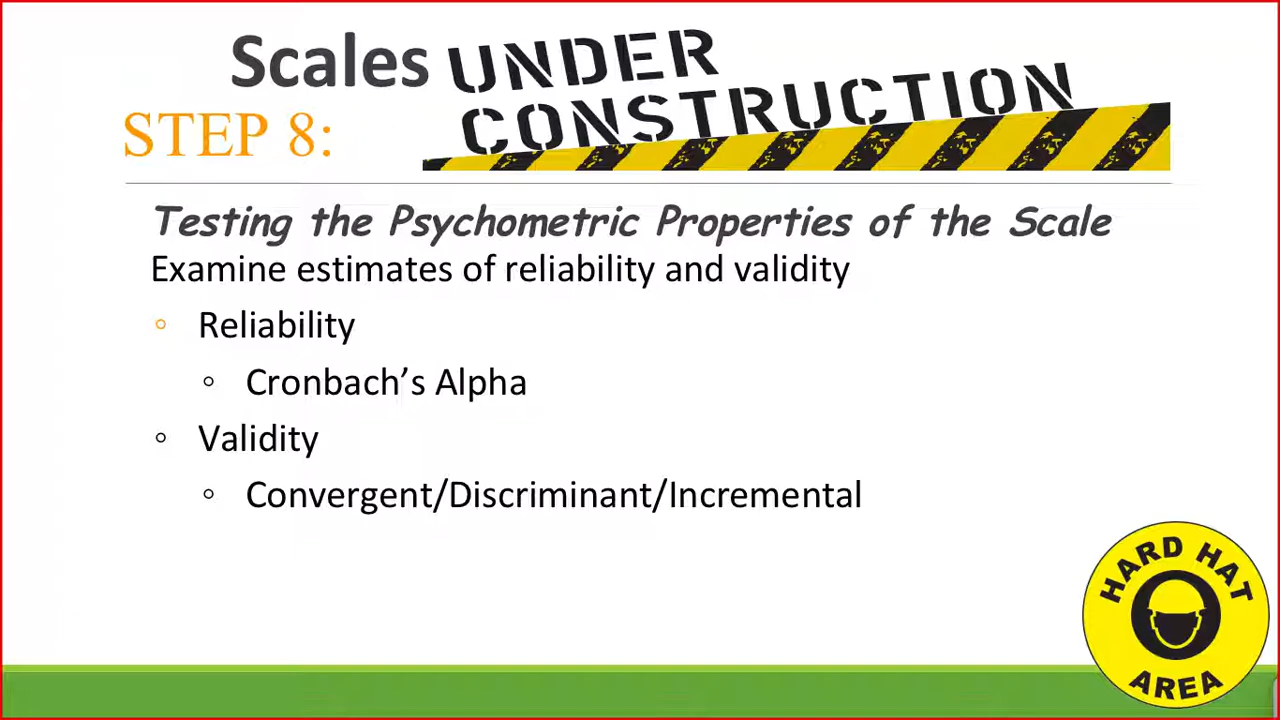 Scales
UNDER
CONSTRUCTION
STEP 8:
Testing the Psychometric Properties of the Scale
Examine estimates of reliability and validity
◦ Reliability
◦ Cronbach’s Alpha
◦ Validity
◦ Convergent/Discriminant/Incremental
HARD HAT
AREA